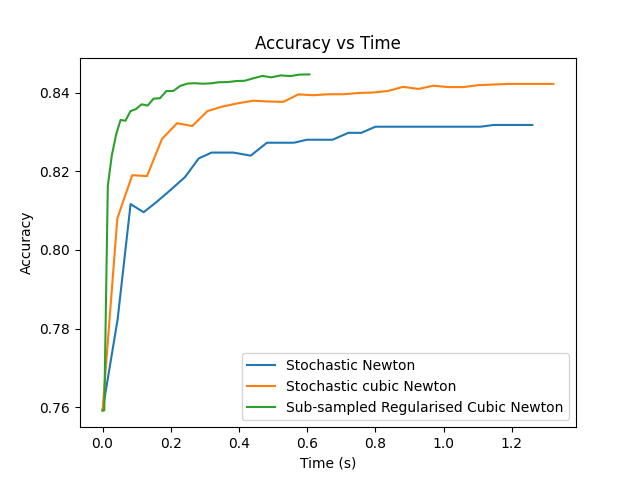 Accuracy vs Time
Accuracy
0.84
0.82
0.80
0.78
0.76
Stochastic Newton
Stochastic cubic Newton
Sub-sampled Regularised Cubic Newton
0.0 0.2 0.4 0.6 0.8 1.0 1.2
Time (s)